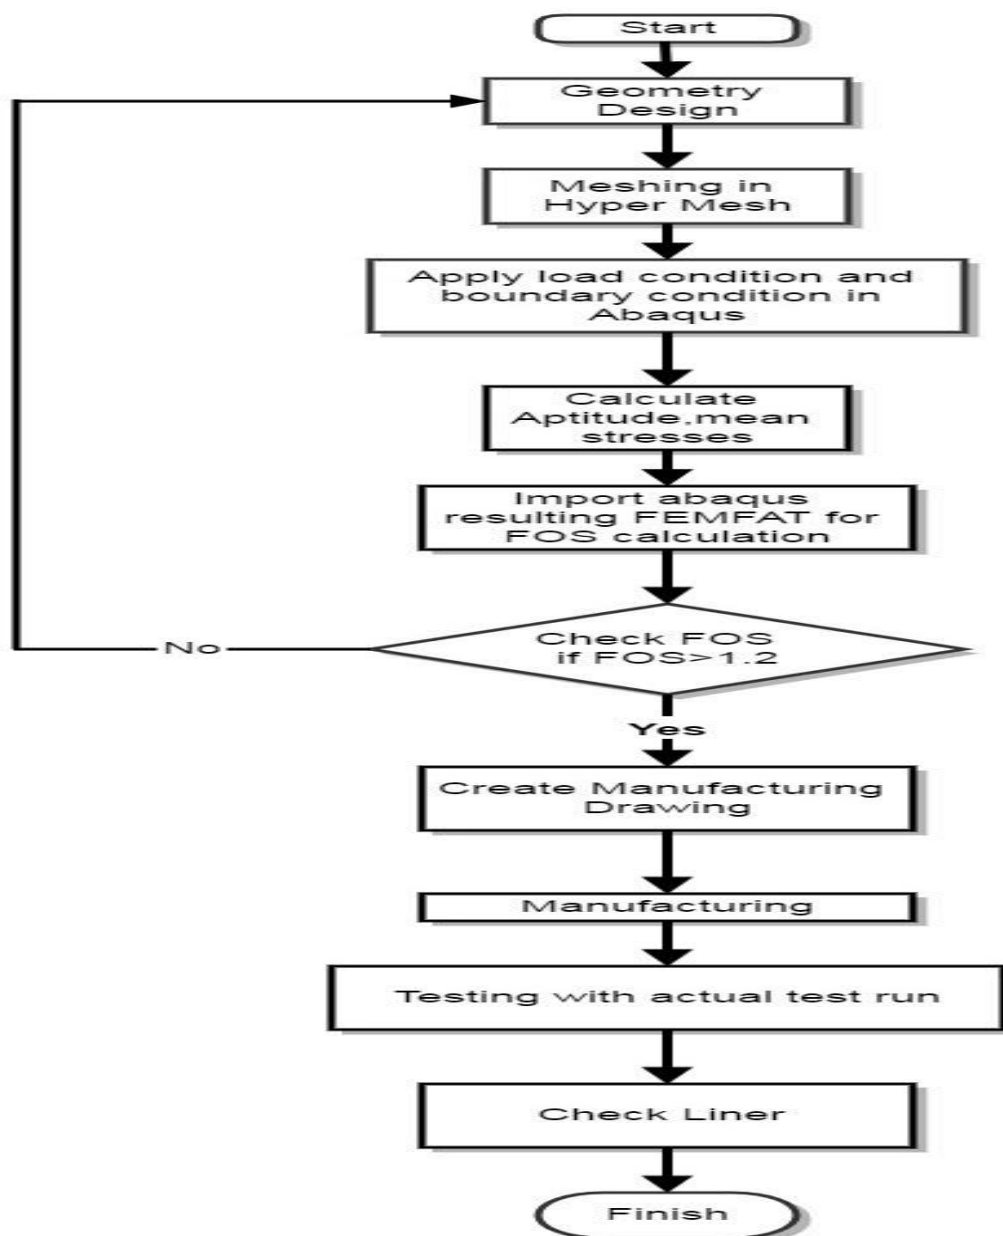 Start
Geometry
Design
Meshing in
Hyper Mesh
Apply load condition and
boundary condition in
Abaqus
Calculate
Aptitude,mean
stresses
Import abaqus
resulting FEMFAT for
FOS calculation
Check FOS
if FOS>1.2
No
Yes
Create Manufacturing
Drawing
Manufacturing
Testing with actual test run
Check Liner
Finish